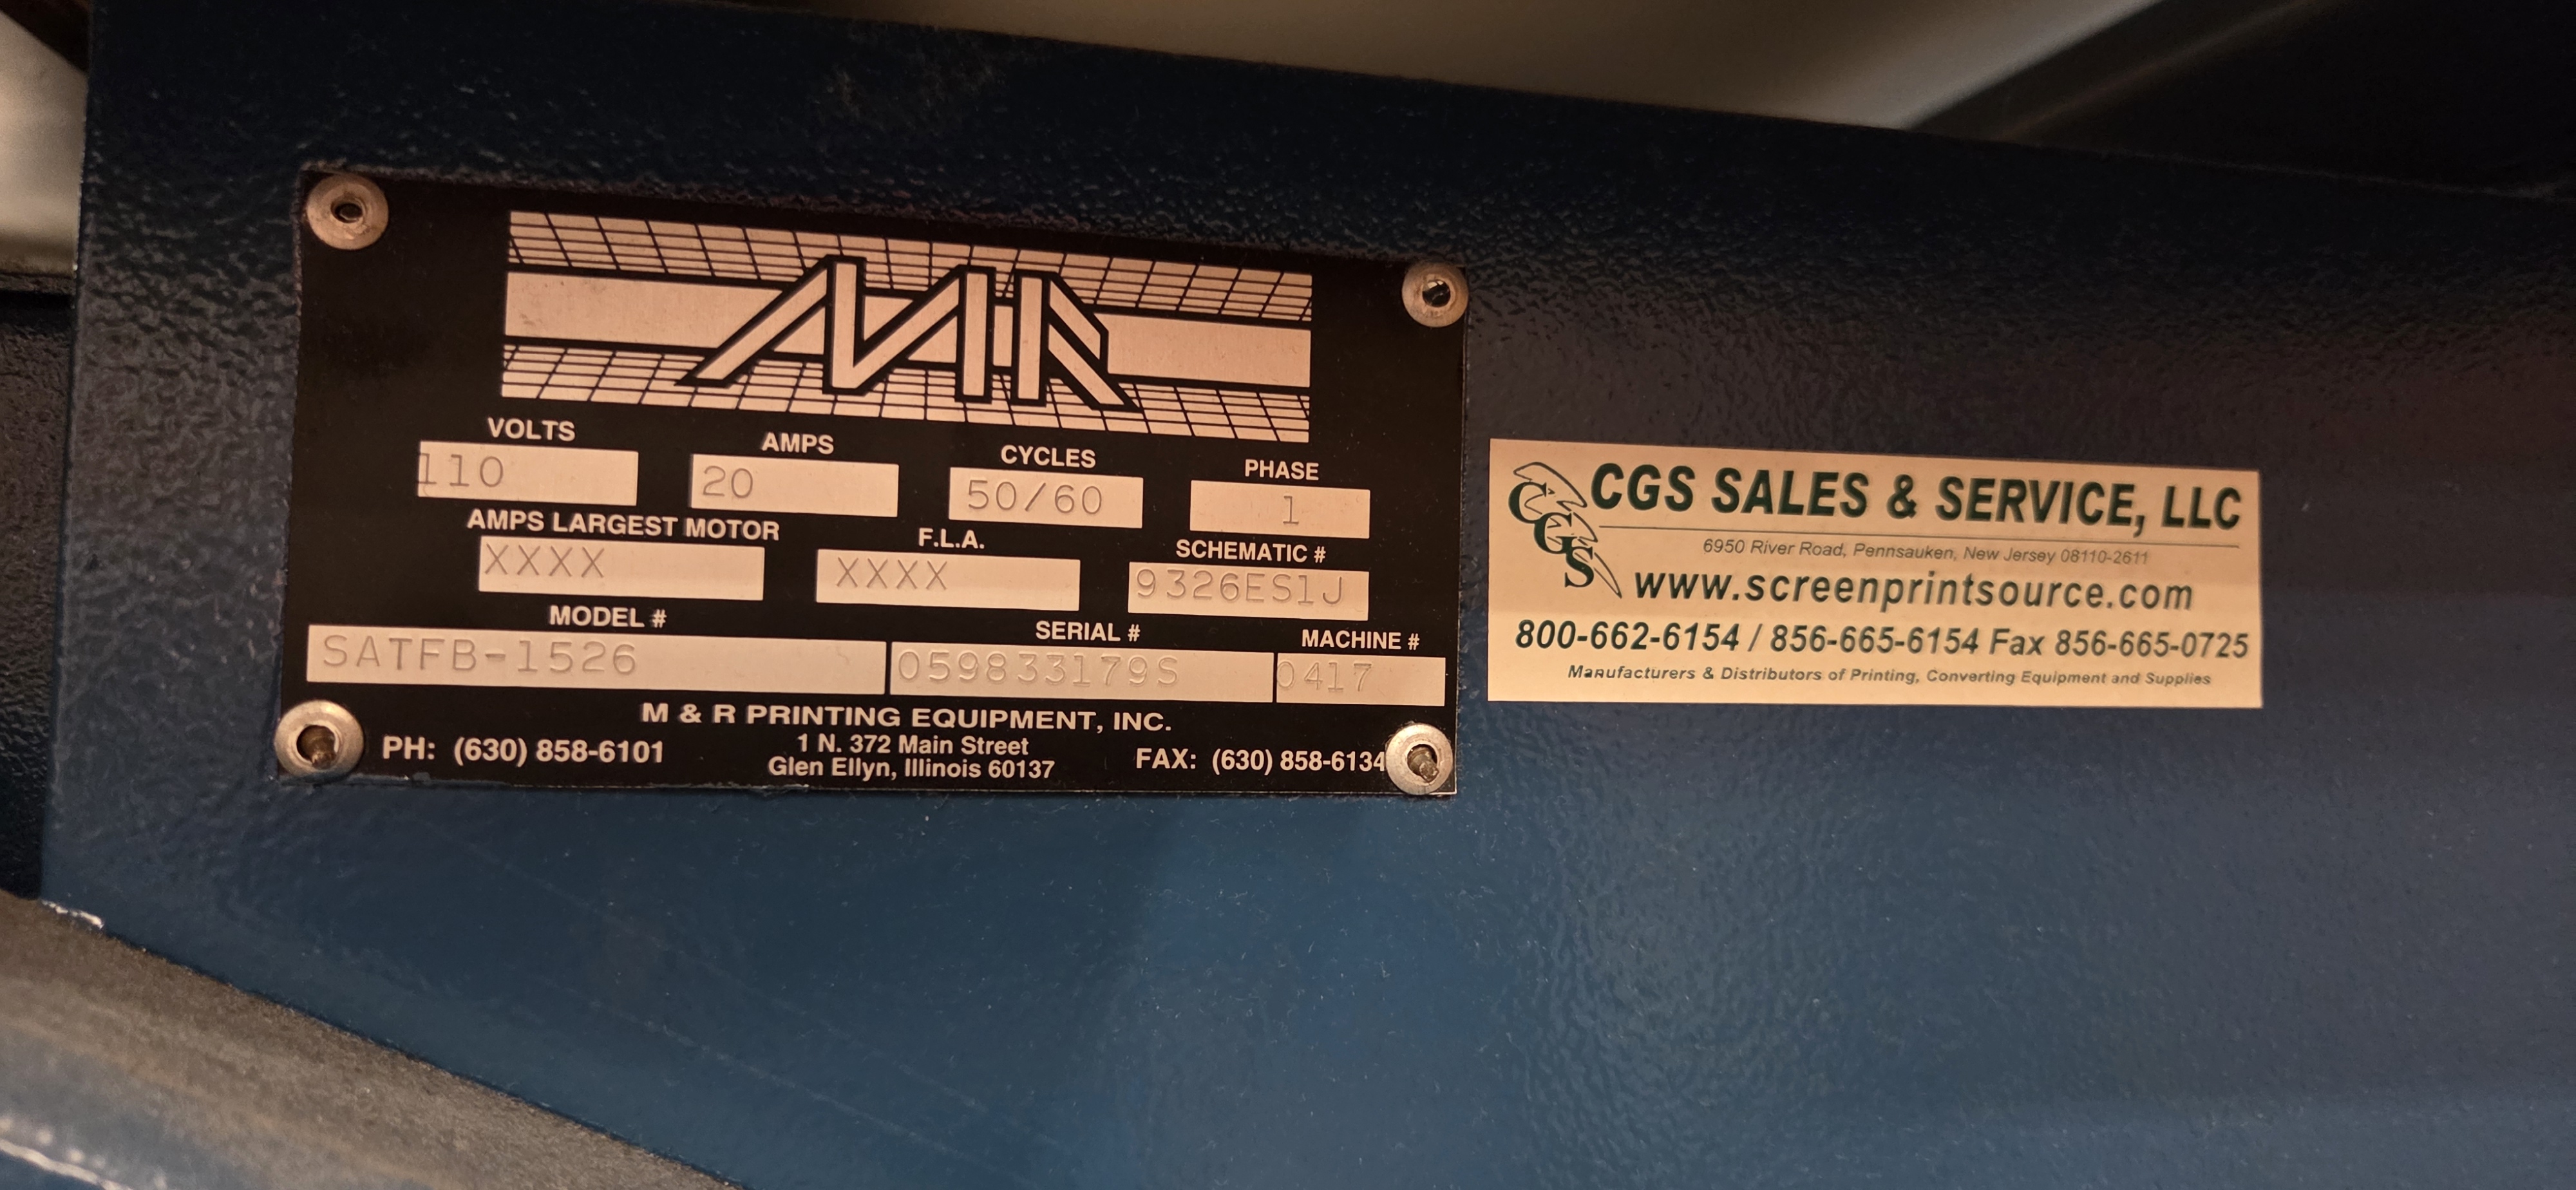 MR
VOLTS AMPS CYCLES PHASE
110 20 50/60 1
AMPS LARGEST MOTOR F.L.A. SCHEMATIC #
XXXX XXXX 9326ES1J
MODEL # SERIAL # MACHINE #
SATFB-1526 059833179S 0417
M & R PRINTING EQUIPMENT, INC.
PH: (630) 858-6101 1 N. 372 Main Street FAX: (630) 858-6134
Glen Ellyn, Illinois 60137
CGS CGS SALES & SERVICE, LLC
6950 River Road, Pennsauken, New Jersey 08110-2611
www.screenprintsource.com
800-662-6154 / 856-665-6154 Fax 856-665-0725
Manufacturers & Distributors of Printing, Converting Equipment and Supplies